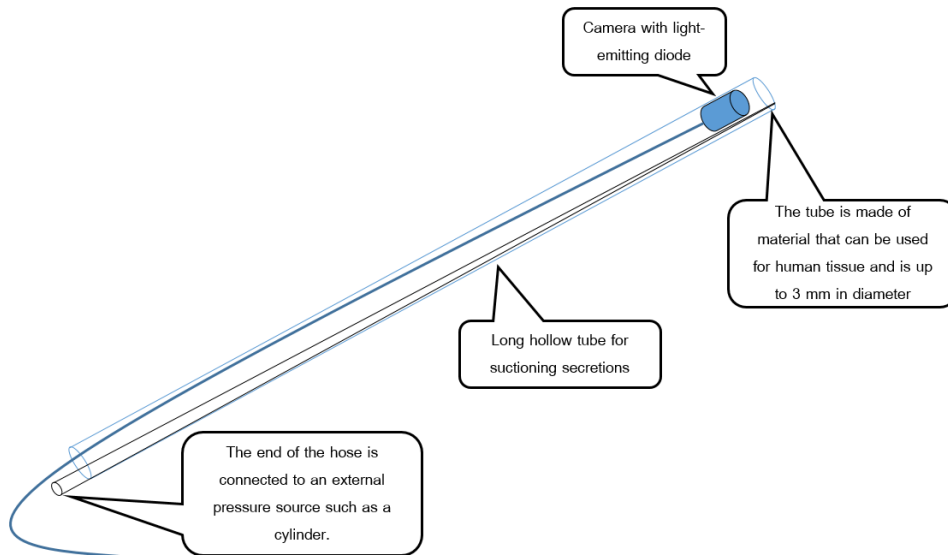 Camera with light-
emitting diode
The tube is made of
material that can be used
for human tissue and is up
to 3 mm in diameter
Long hollow tube for
suctioning secretions
The end of the hose is
connected to an external
pressure source such as a
cylinder.